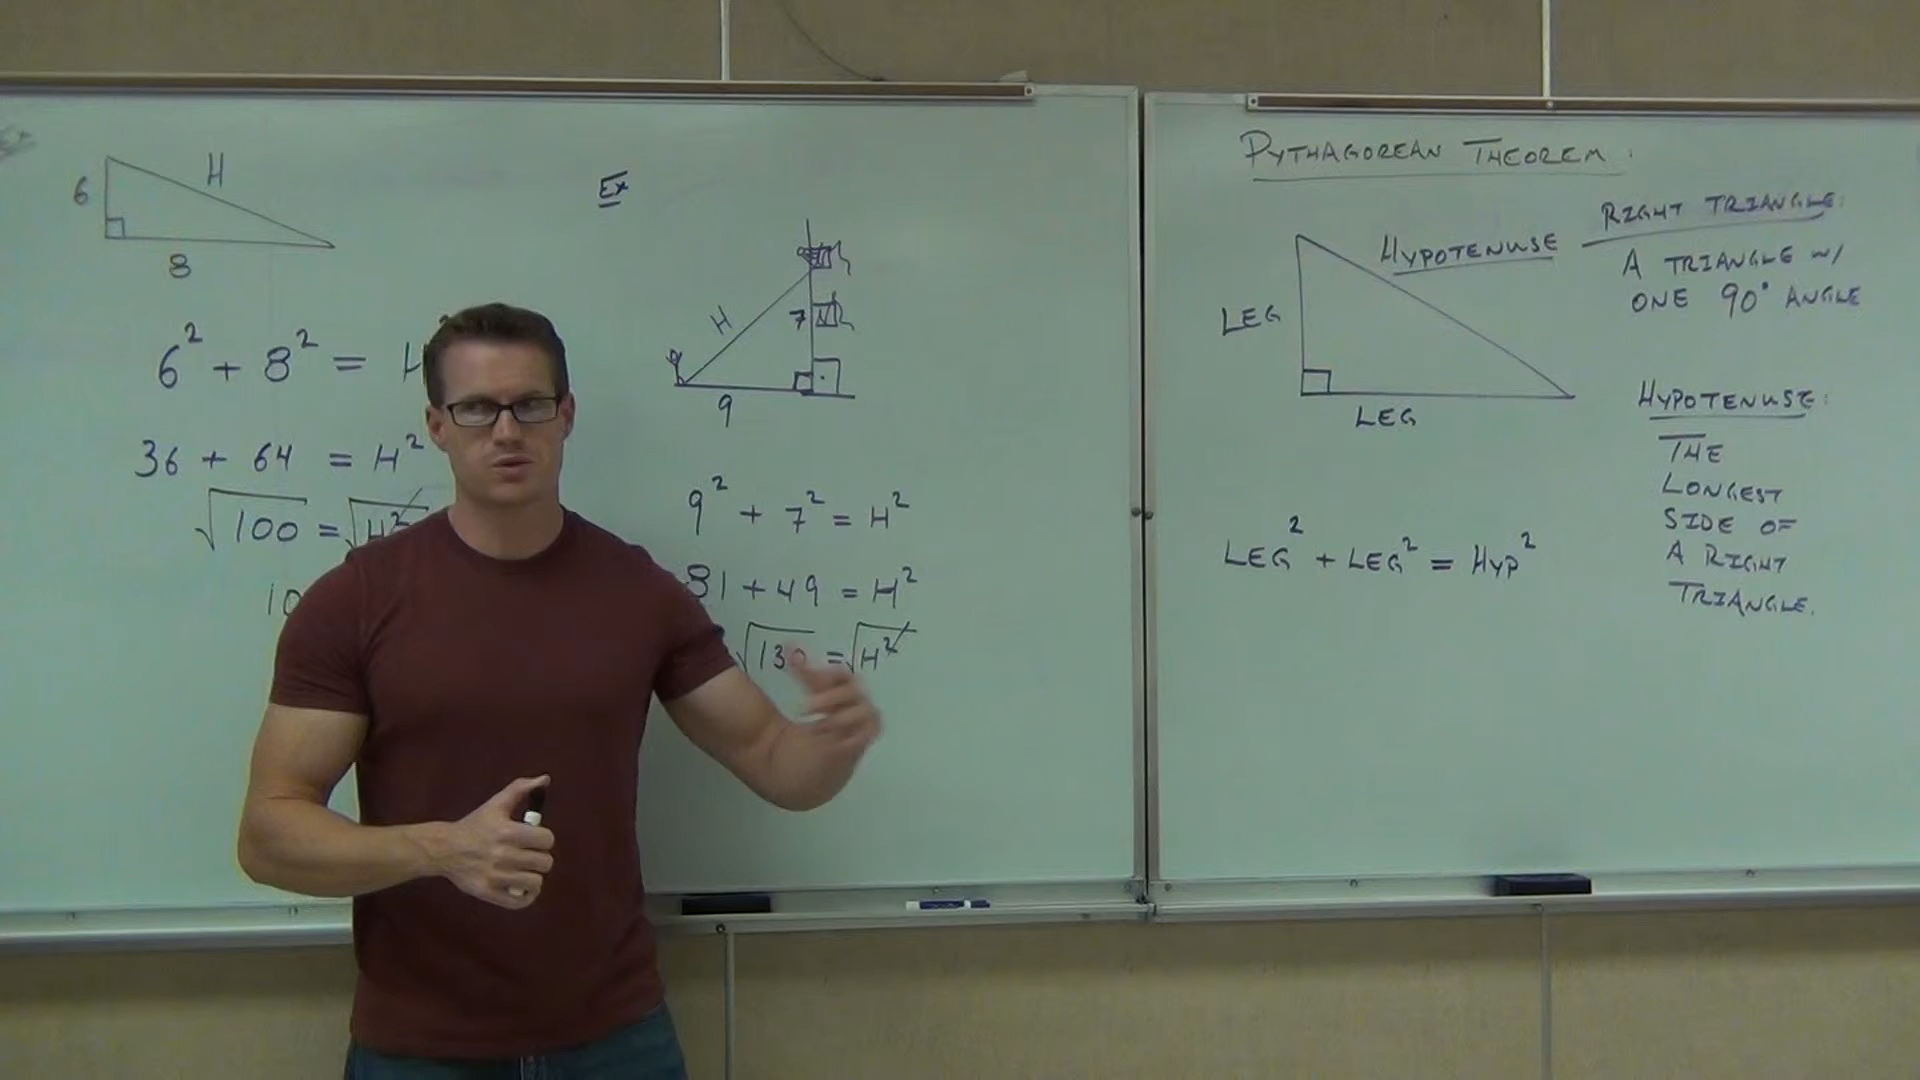 6
H
8
6² + 8² = H
36 + 64 = H²
√100 = √H²
10
Ex
H
7
9
9² + 7² = H²
81 + 49 = H²
√130 = √H²
PYTHAGOREAN THEOREM:
HYPOTENUSE
LEG
LEG
LEG² + LEG² = HYP²
RIGHT TRIANGLE:
A TRIANGLE W/
ONE 90° ANGLE
HYPOTENUSE:
THE
LONGEST
SIDE OF
A RIGHT
TRIANGLE.